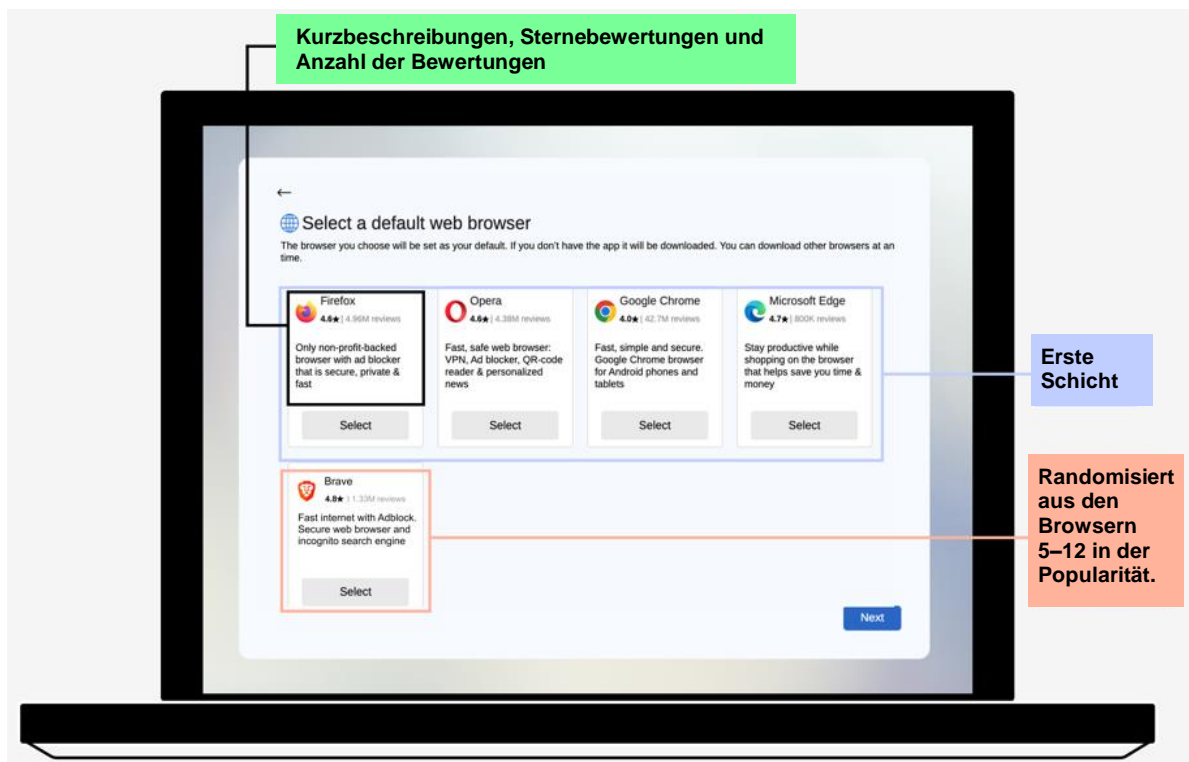 Kurzbeschreibungen, Sternebewertungen und
Anzahl der Bewertungen
←
Select a default web browser
The browser you choose will be set as your default. If you don't have the app it will be downloaded. You can download other browsers at an
time.
Firefox
4.6★ | 4.96M reviews
Only non-profit-backed
browser with ad blocker
that is secure, private &
fast
Select
Opera
4.6★ | 4.38M reviews
Fast, safe web browser:
VPN, Ad blocker, QR-code
reader & personalized
news
Select
Google Chrome
4.0★ | 42.7M reviews
Fast, simple and secure.
Google Chrome browser
for Android phones and
tablets
Select
Microsoft Edge
4.7★ | 800K reviews
Stay productive while
shopping on the browser
that helps save you time &
money
Select
Erste
Schicht
Brave
4.8★ | 1.33M reviews
Fast internet with Adblock.
Secure web browser and
incognito search engine
Select
Randomisiert
aus den
Browsern
5–12 in der
Popularität.
Next